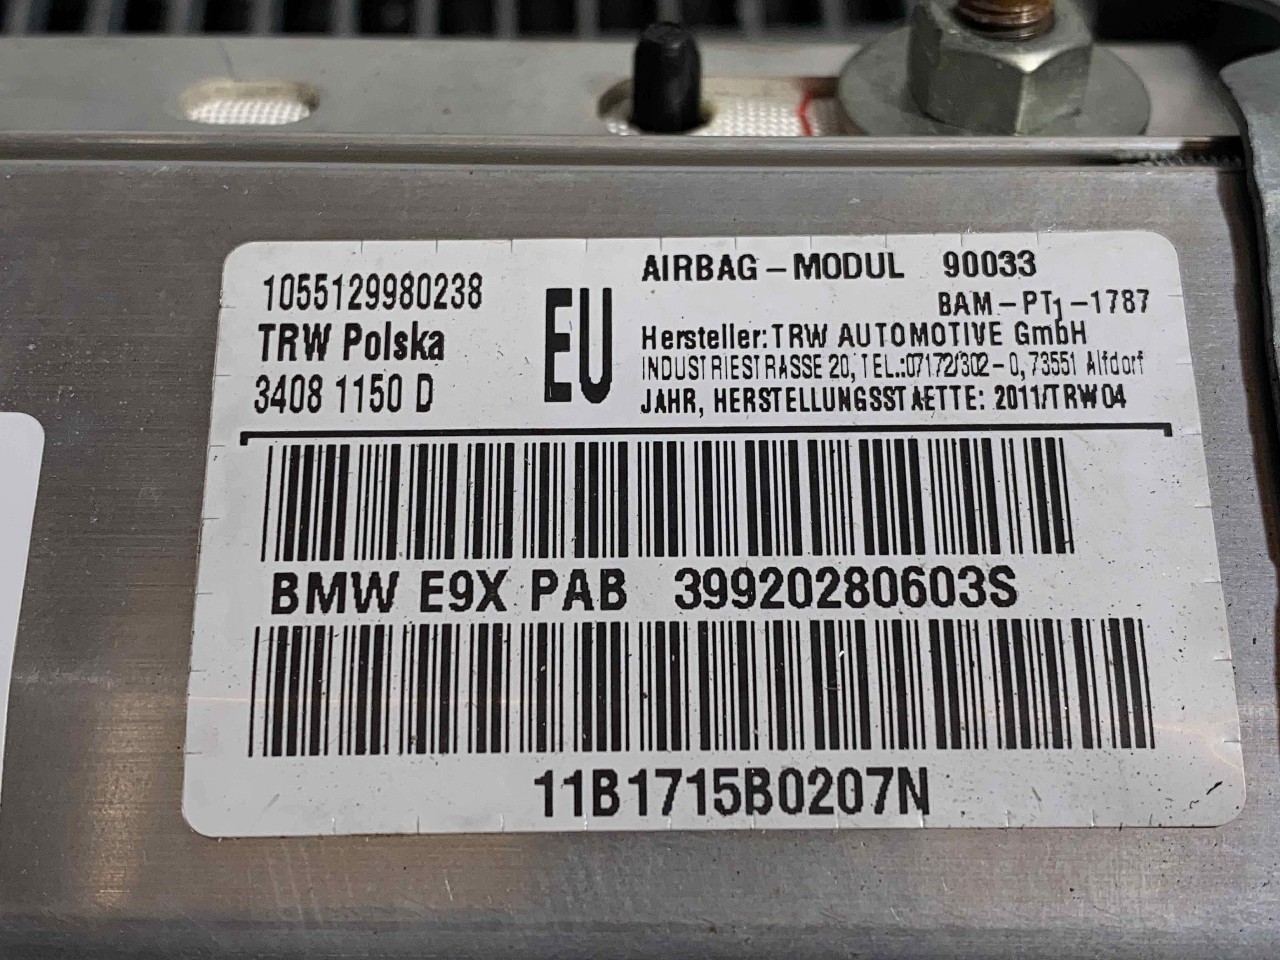 1055129980238
TRW Polska
3408 1150 D
EU
AIRBAG-MODUL 90033
BAM-PT1-1787
Hersteller: TRW AUTOMOTIVE GmbH
INDUSTRIESTRASSE 20, TEL.: 07172/302-0, 73551 Alfdorf
JAHR, HERSTELLUNGSSTAETTE: 2011/TRW04
BMW E9X PAB 39920280603S
11B1715B0207N